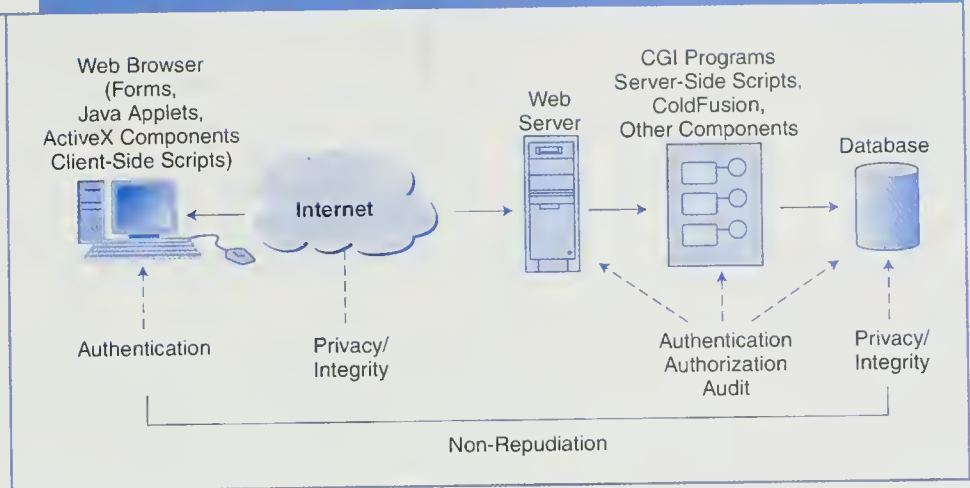 Web Browser
(Forms,
Java Applets,
ActiveX Components
Client-Side Scripts)
Internet
Web
Server
CGI Programs
Server-Side Scripts,
ColdFusion,
Other Components
Database
Authentication
Privacy/
Integrity
Authentication
Authorization
Audit
Privacy/
Integrity
Non-Repudiation